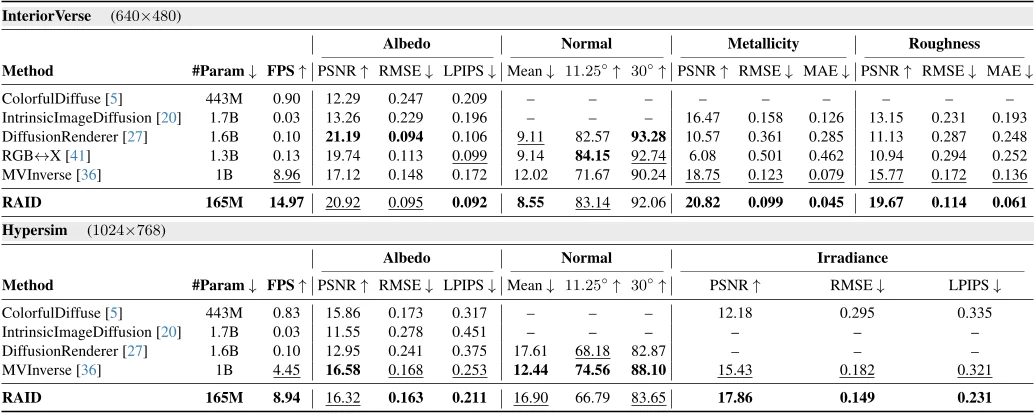 InteriorVerse (640×480)
Albedo Normal Metallicity Roughness
Method #Param ↓ FPS ↑ PSNR ↑ RMSE ↓ LPIPS ↓ Mean ↓ 11.25° ↑ 30° ↑ PSNR ↑ RMSE ↓ MAE ↓ PSNR ↑ RMSE ↓ MAE ↓
ColorfulDiffuse [5] 443M 0.90 12.29 0.247 0.209 – – – – – – – – –
IntrinsicImageDiffusion [20] 1.7B 0.03 13.26 0.229 0.196 – – – 16.47 0.158 0.126 13.15 0.231 0.193
DiffusionRenderer [27] 1.6B 0.10 21.19 0.094 0.106 9.11 82.57 93.28 10.57 0.361 0.285 11.13 0.287 0.248
RGB↔X [41] 1.3B 0.13 19.74 0.113 0.099 9.14 84.15 92.74 6.08 0.501 0.462 10.94 0.294 0.252
MVInverse [36] 1B 8.96 17.12 0.148 0.172 12.02 71.67 90.24 18.75 0.123 0.079 15.77 0.172 0.136
RAID 165M 14.97 20.92 0.095 0.092 8.55 83.14 92.06 20.82 0.099 0.045 19.67 0.114 0.061
Hypersim (1024×768)
Albedo Normal Irradiance
Method #Param ↓ FPS ↑ PSNR ↑ RMSE ↓ LPIPS ↓ Mean ↓ 11.25° ↑ 30° ↑ PSNR ↑ RMSE ↓ LPIPS ↓
ColorfulDiffuse [5] 443M 0.83 15.86 0.173 0.317 – – – 12.18 0.295 0.335
IntrinsicImageDiffusion [20] 1.7B 0.03 11.55 0.278 0.451 – – – – – –
DiffusionRenderer [27] 1.6B 0.10 12.95 0.241 0.375 17.61 68.18 82.87 – – –
MVInverse [36] 1B 4.45 16.58 0.168 0.253 12.44 74.56 88.10 15.43 0.182 0.321
RAID 165M 8.94 16.32 0.163 0.211 16.90 66.79 83.65 17.86 0.149 0.231